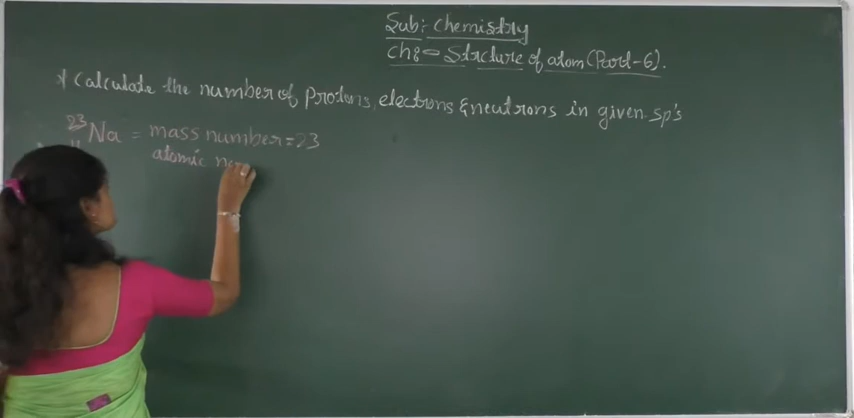 Sub:- Chemistry
Ch8- Structure of atom (Part-6).
* Calculate the number of Protons, electrons & neutrons in given sp's
23
11 Na = mass number = 23
atomic nu